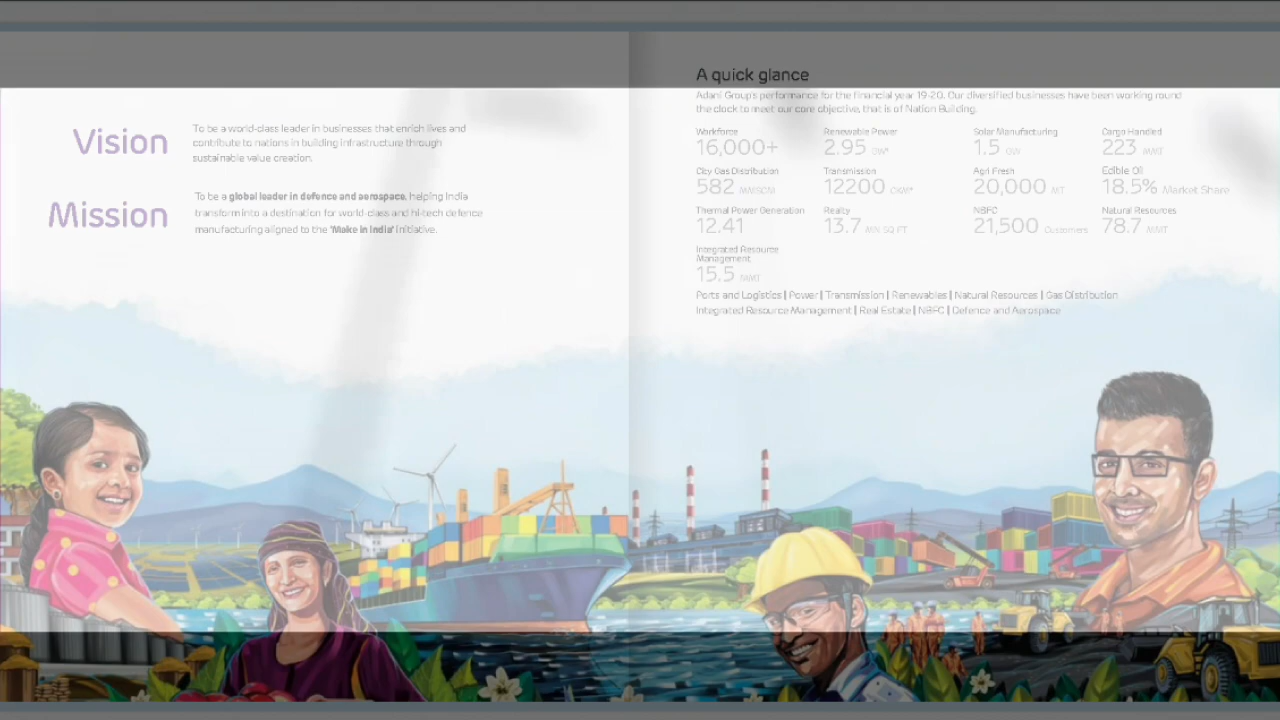 Vision
To be a world-class leader in businesses that enrich lives and
contribute to nations in building infrastructure through
sustainable value creation.
Mission
To be a global leader in defence and aerospace, helping India
transform into a destination for world-class and hi-tech defence
manufacturing aligned to the 'Make in India' initiative.
A quick glance
Adani Group's performance for the financial year 19-20. Our diversified businesses have been working round
the clock to meet our core objective, that is of Nation Building.
Workforce
16,000+
Renewable Power
2.95 GW*
Solar Manufacturing
1.5 GW
Cargo Handled
223 MMT
City Gas Distribution
582
Transmission
12200 CKM*
Agri Fresh
20,000 MT
Edible Oil
18.5% Market Share
Thermal Power Generation
12.41
Realty
13.7 MN SQ FT
NBFC
21,500 Customers
Natural Resources
78.7 MMT
Integrated Resource
Management
15.5 MMT
Ports and Logistics | Power | Transmission | Renewables | Natural Resources | Gas Distribution
Integrated Resource Management | Real Estate | NBFC | Defence and Aerospace